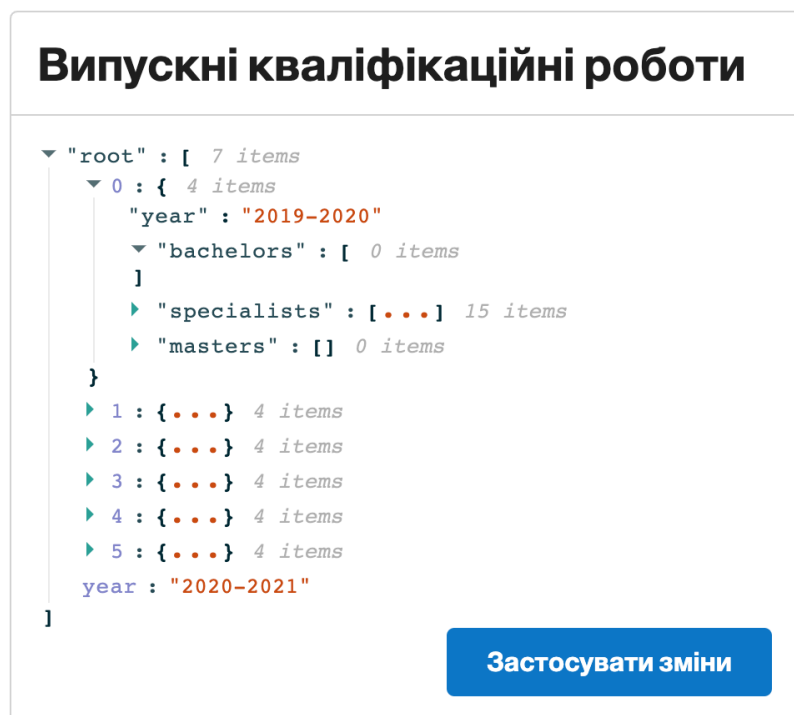 Випускні кваліфікаційні роботи
"root" : [ 7 items
0 : { 4 items
"year" : "2019-2020"
"bachelors" : [ 0 items
]
"specialists" : [...] 15 items
"masters" : [] 0 items
}
1 : {...} 4 items
2 : {...} 4 items
3 : {...} 4 items
4 : {...} 4 items
5 : {...} 4 items
year : "2020-2021"
]
Застосувати зміни